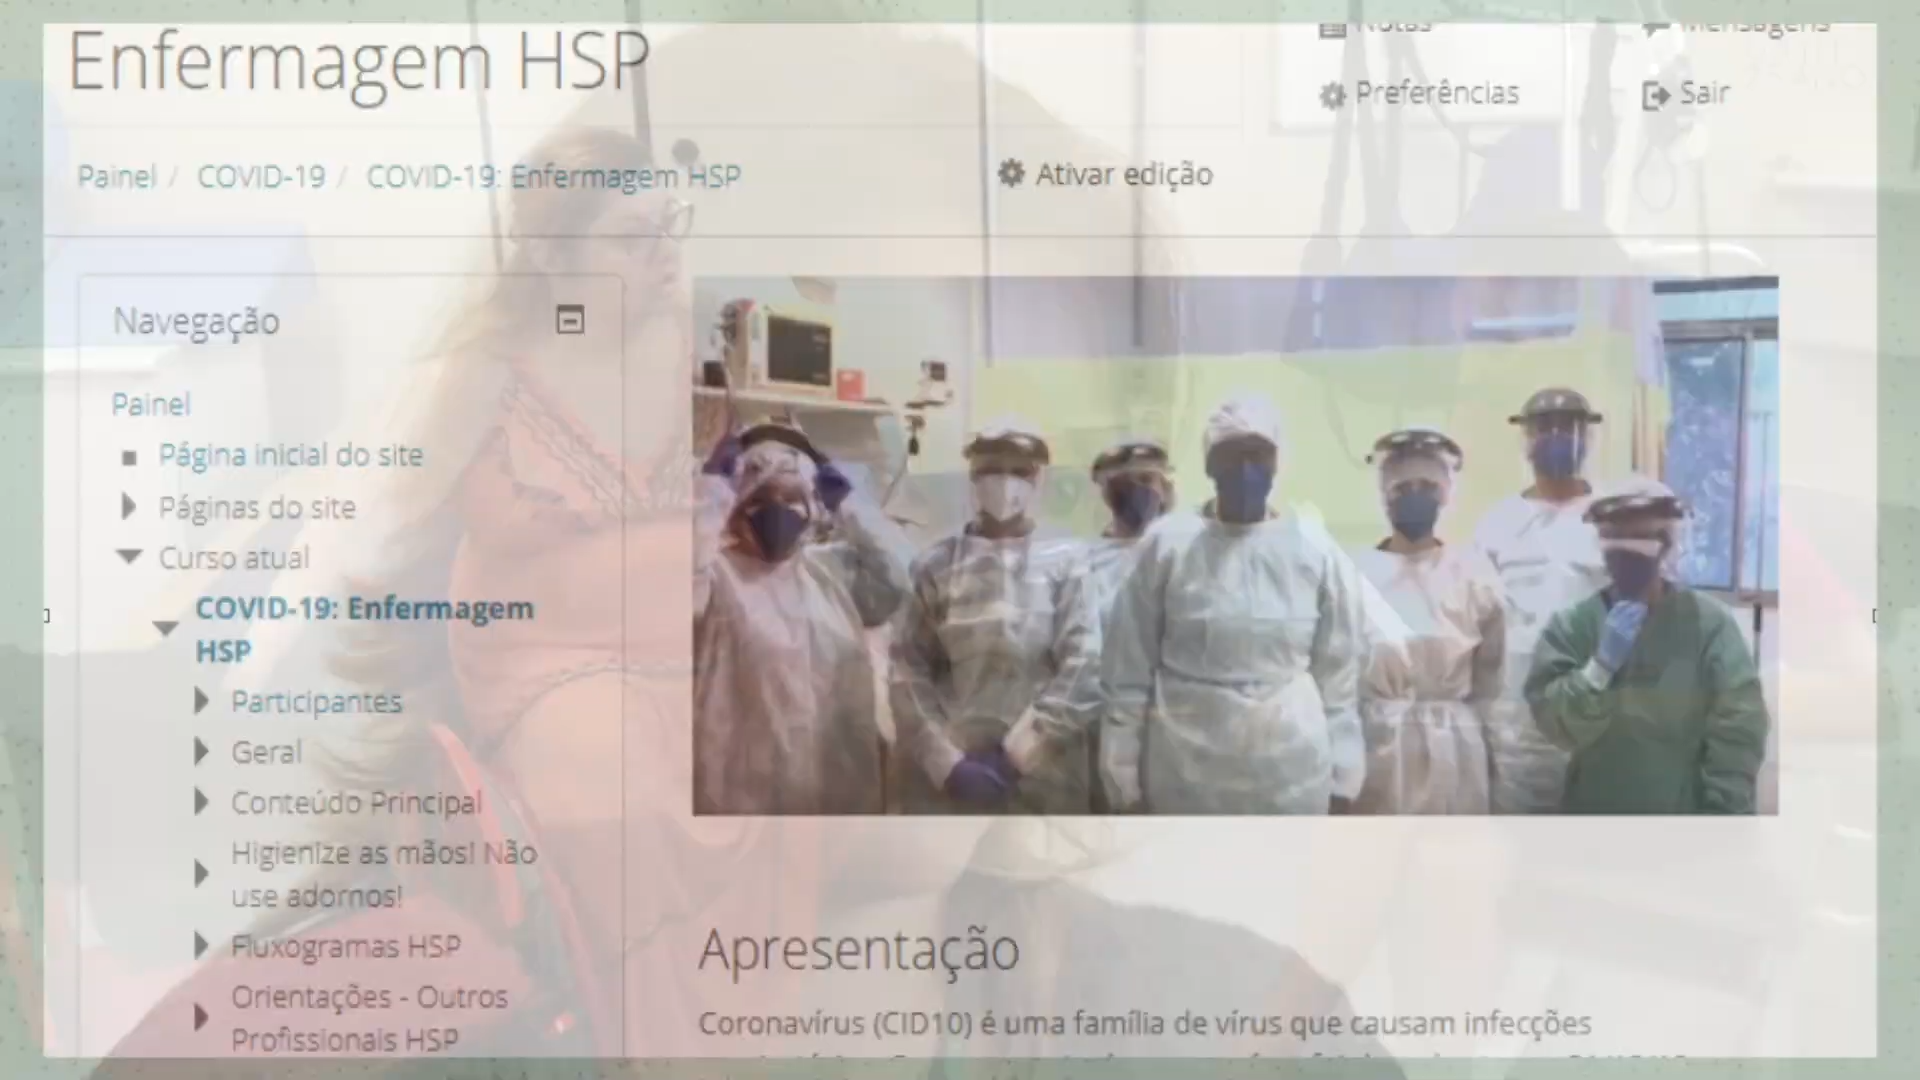 Enfermagem HSP
Notas
Mensagens
Preferências
Sair
Painel / COVID-19 / COVID-19: Enfermagem HSP
Ativar edição
Navegação
Painel
Página inicial do site
Páginas do site
Curso atual
COVID-19: Enfermagem
HSP
Participantes
Geral
Conteúdo Principal
Higienize as mãos! Não
use adornos!
Fluxogramas HSP
Orientações - Outros
Profissionais HSP
Apresentação
Coronavírus (CID10) é uma família de vírus que causam infecções